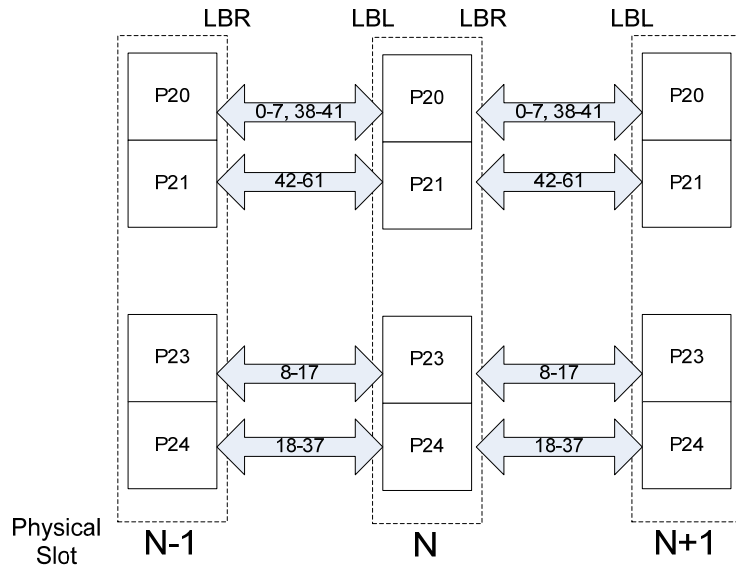 LBR LBL LBR LBL
P20 0-7, 38-41 P20 0-7, 38-41 P20
P21 42-61 P21 42-61 P21
P23 8-17 P23 8-17 P23
P24 18-37 P24 18-37 P24
Physical
Slot
N-1 N N+1